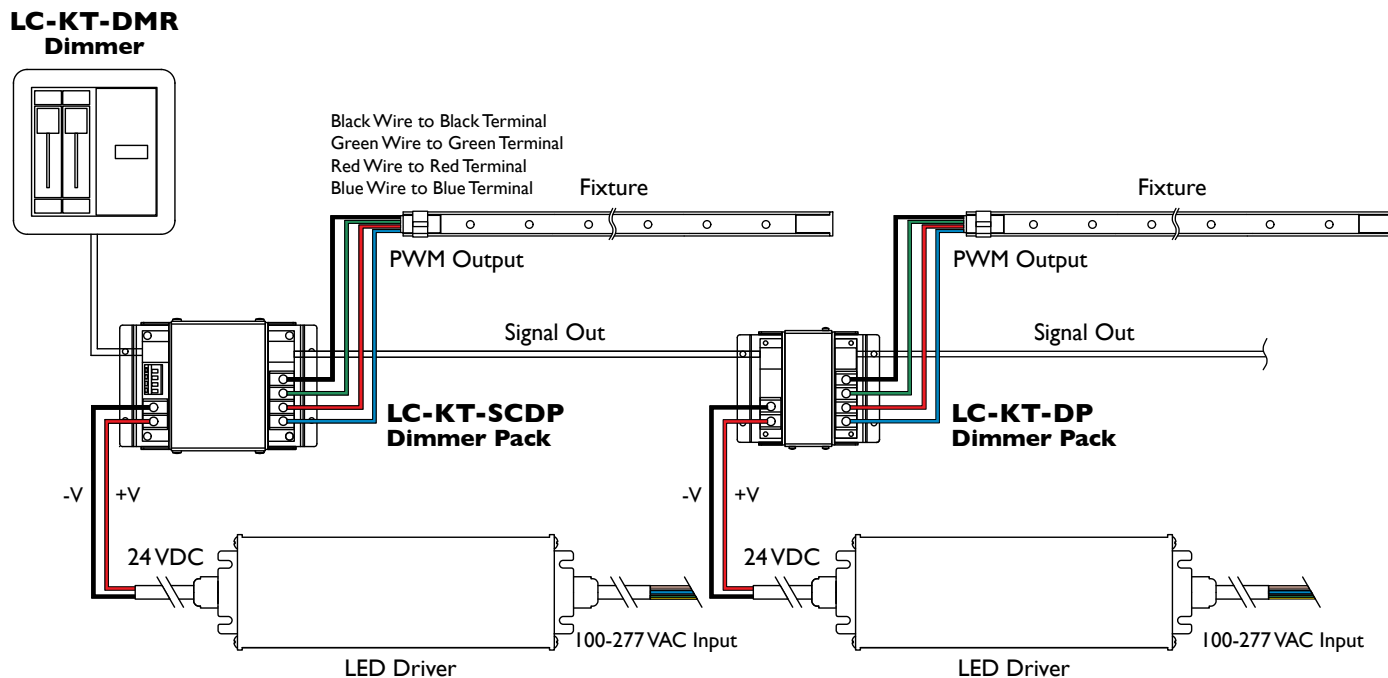 LC-KT-DMR
Dimmer
Black Wire to Black Terminal
Green Wire to Green Terminal
Red Wire to Red Terminal
Blue Wire to Blue Terminal
Fixture
Fixture
PWM Output
PWM Output
Signal Out
Signal Out
LC-KT-SCDP
Dimmer Pack
LC-KT-DP
Dimmer Pack
-V
+V
-V
+V
24 VDC
24 VDC
100-277 VAC Input
100-277 VAC Input
LED Driver
LED Driver